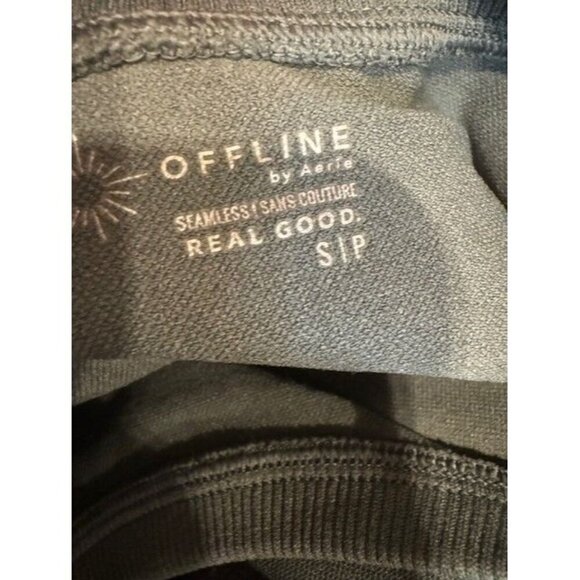 OFFLINE
by Aerie
SEAMLESS | SANS COUTURE
REAL GOOD.
S|P